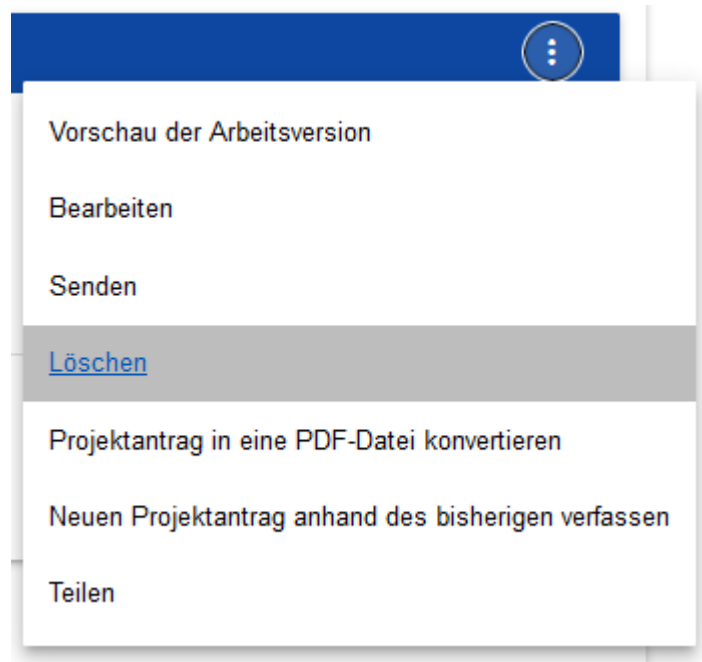 Vorschau der Arbeitsversion
Bearbeiten
Senden
Löschen
Projektantrag in eine PDF-Datei konvertieren
Neuen Projektantrag anhand des bisherigen verfassen
Teilen